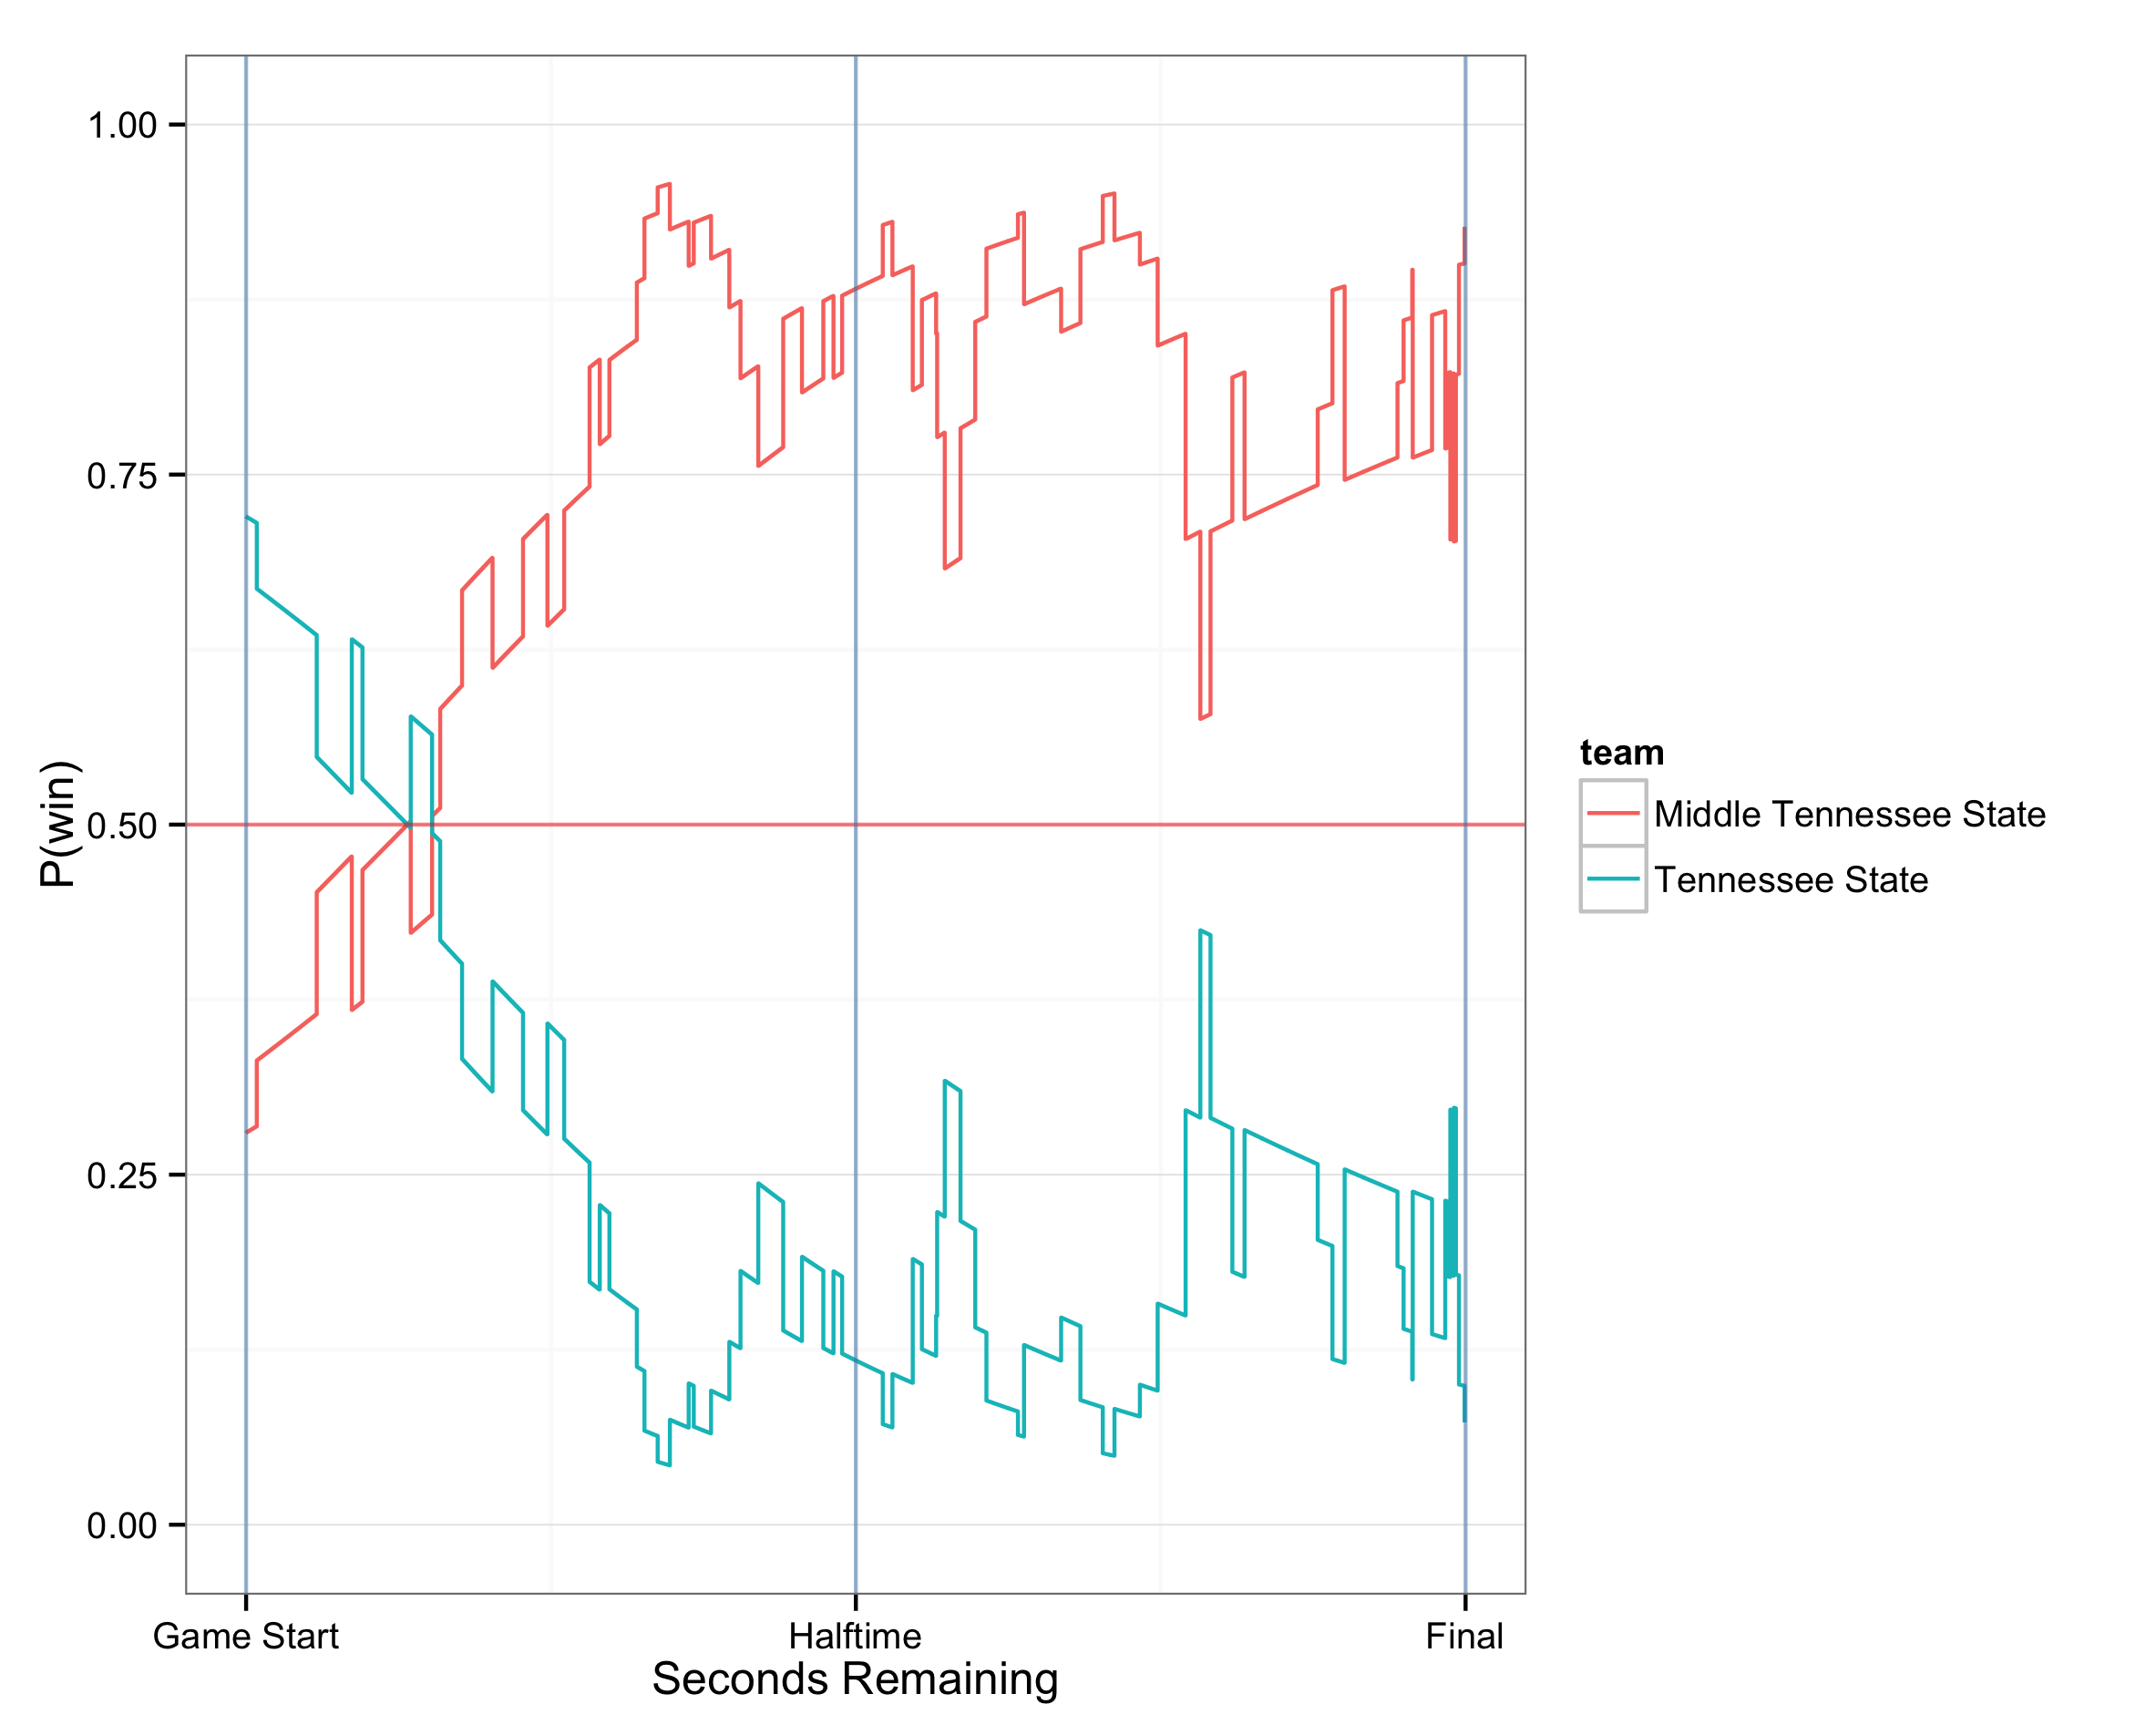 1.00
0.75
0.50
0.25
0.00
P(win)
Game Start
Halftime
Final
Seconds Remaining
team
Middle Tennessee State
Tennessee State